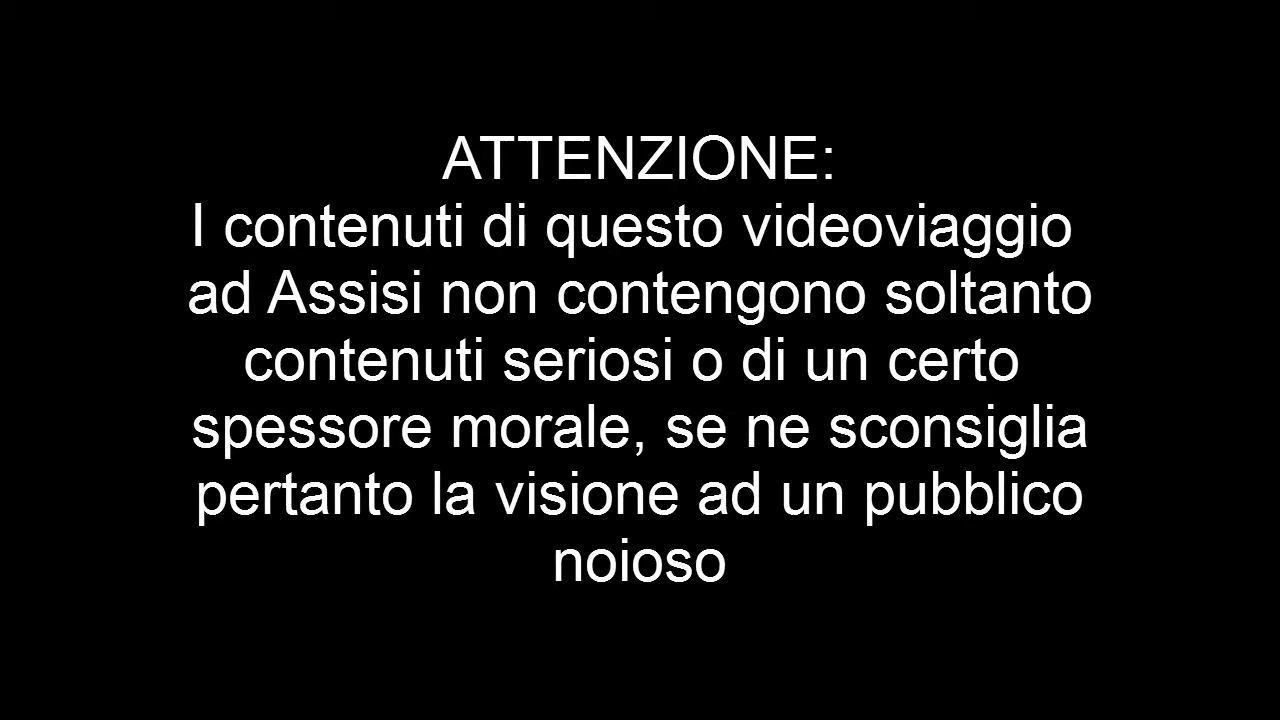 ATTENZIONE:
I contenuti di questo videoviaggio
ad Assisi non contengono soltanto
contenuti seriosi o di un certo
spessore morale, se ne sconsiglia
pertanto la visione ad un pubblico
noioso